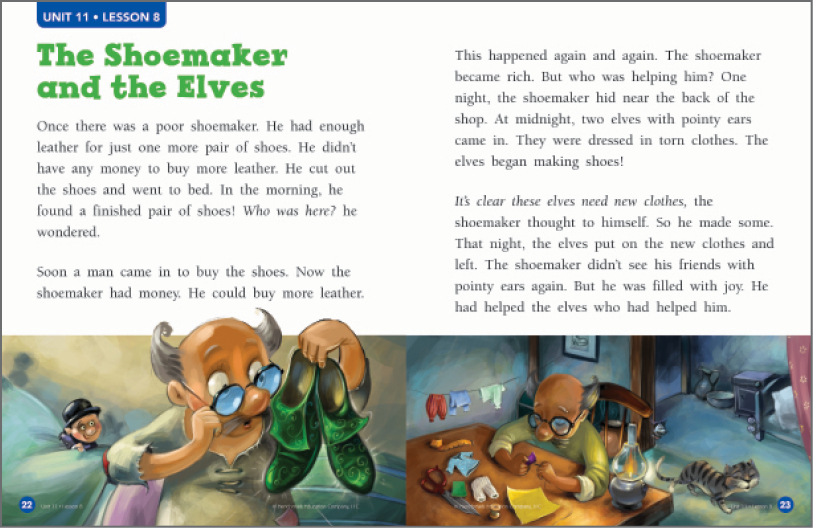 UNIT 11 • LESSON 8
The Shoemaker
and the Elves
Once there was a poor shoemaker. He had enough
leather for just one more pair of shoes. He didn't
have any money to buy more leather. He cut out
the shoes and went to bed. In the morning, he
found a finished pair of shoes! Who was here? he
wondered.
Soon a man came in to buy the shoes. Now the
shoemaker had money. He could buy more leather.
This happened again and again. The shoemaker
became rich. But who was helping him? One
night, the shoemaker hid near the back of the
shop. At midnight, two elves with pointy ears
came in. They were dressed in torn clothes. The
elves began making shoes!
It's clear these elves need new clothes, the
shoemaker thought to himself. So he made some.
That night, the elves put on the new clothes and
left. The shoemaker didn't see his friends with
pointy ears again. But he was filled with joy. He
had helped the elves who had helped him.
22 Unit 11 • Lesson 8
Education Company, LLC
23